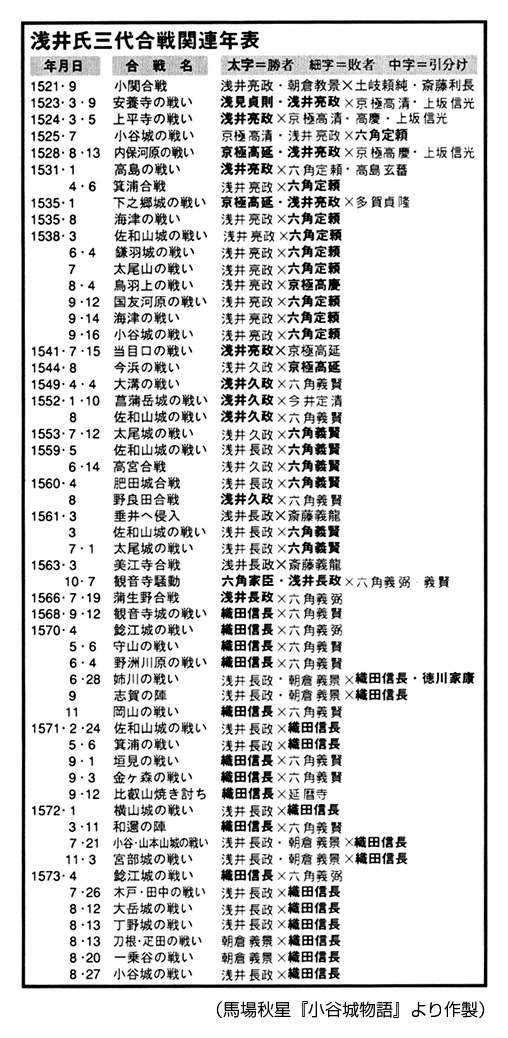 浅井氏三代合戦関連年表
年月日 合戦名 太字＝勝者 細字＝敗者 中字＝引分け
1521・9 小関合戦 浅井亮政・朝倉教景×土岐頼純・斎藤利長
1523・3・9 安養寺の戦い 浅見貞則・浅井亮政×京極高清・上坂信光
1524・3・5 上平寺の戦い 浅井亮政×京極高清・高慶・上坂信光
1525・7 小谷城の戦い 京極高清・浅井亮政×六角定頼
1528・8・13 内保河原の戦い 京極高延・浅井亮政×京極高慶・上坂信光
1531・1 高島の戦い 浅井亮政×六角定頼・高島玄蕃
4・6 箕浦合戦 浅井亮政×六角定頼
1535・1 下之郷城の戦い 京極高延・浅井亮政×多賀貞隆
1535・8 海津の戦い 浅井亮政×六角定頼
1538・3 佐和山城の戦い 浅井亮政×六角定頼
6・4 鎌羽城の戦い 浅井亮政×六角定頼
7 太尾山の戦い 浅井亮政×六角定頼
8・4 鳥羽上の戦い 浅井亮政×京極高慶
9・12 国友河原の戦い 浅井亮政×六角定頼
9・14 海津の戦い 浅井亮政×六角定頼
9・16 小谷城の戦い 浅井亮政×六角定頼
1541・7・15 当目口の戦い 浅井亮政×京極高延
1544・8 今浜の戦い 浅井久政×京極高延
1549・4・4 大溝の戦い 浅井久政×六角義賢
1552・1・10 菖蒲岳城の戦い 浅井久政×今井定清
8 佐和山城の戦い 浅井久政×六角義賢
1553・7・12 太尾城の戦い 浅井久政×六角義賢
1559・5 佐和山城の戦い 浅井長政×六角義賢
6・14 高宮合戦 浅井久政×六角義賢
1560・4 肥田城合戦 浅井長政×六角義賢
8 野良田合戦 浅井久政×六角義賢
1561・3 垂井へ侵入 浅井長政×斎藤義龍
3 佐和山城の戦い 浅井長政×六角義賢
7・1 太尾城の戦い 浅井長政×六角義賢
1563・3 美江寺合戦 浅井長政×斎藤義龍
10・7 観音寺騒動 六角家臣・浅井長政×六角義弼・義賢
1566・7・19 蒲生野合戦 浅井長政×六角義弼
1568・9・12 観音寺城の戦い 織田信長×六角義賢
1570・4 鯰江城の戦い 織田信長×六角義弼
5・6 守山の戦い 織田信長×六角義賢
6・4 野洲川原の戦い 織田信長×六角義賢
6・28 姉川の戦い 浅井長政・朝倉義景×織田信長・徳川家康
9 志賀の陣 浅井長政・朝倉義景×織田信長
11 岡山の戦い 織田信長×六角義賢
1571・2・24 佐和山城の戦い 浅井長政×織田信長
5・6 箕浦の戦い 浅井長政×織田信長
9・1 垣見の戦い 織田信長×六角義賢
9・3 金ヶ森の戦い 織田信長×六角義賢
9・12 比叡山焼き討ち 織田信長×延暦寺
1572・1 横山城の戦い 浅井長政×織田信長
3・11 和邇の陣 織田信長×六角義賢
7・21 小谷・山本山城の戦い 浅井長政・朝倉義景×織田信長
11・3 宮部城の戦い 浅井長政・朝倉義景×織田信長
1573・4 鯰江城の戦い 織田信長×六角義弼
7・26 木戸・田中の戦い 浅井長政×織田信長
8・12 大岳城の戦い 浅井長政×織田信長
8・13 丁野城の戦い 浅井長政×織田信長
8・13 刀根・疋田の戦い 朝倉義景×織田信長
8・20 一乗谷の戦い 朝倉義景×織田信長
8・27 小谷城の戦い 浅井長政×織田信長
（馬場秋星『小谷城物語』より作製）